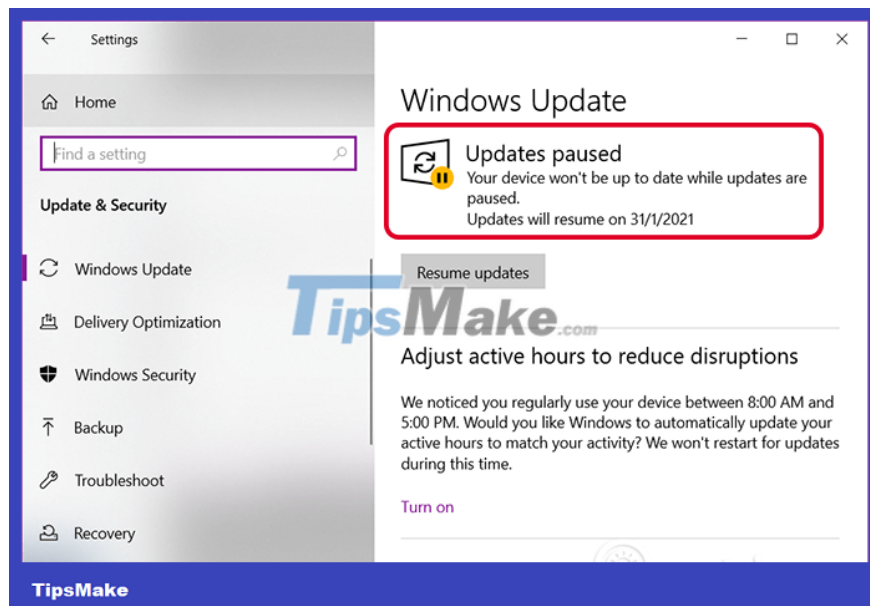 Settings
Home
Find a setting
Update & Security
Windows Update
Delivery Optimization
Windows Security
Backup
Troubleshoot
Recovery
Windows Update
Updates paused
Your device won't be up to date while updates are
paused.
Updates will resume on 31/1/2021
Resume updates
TipsMake.com
Adjust active hours to reduce disruptions
We noticed you regularly use your device between 8:00 AM and
5:00 PM. Would you like Windows to automatically update your
active hours to match your activity? We won't restart for updates
during this time.
Turn on
TipsMake